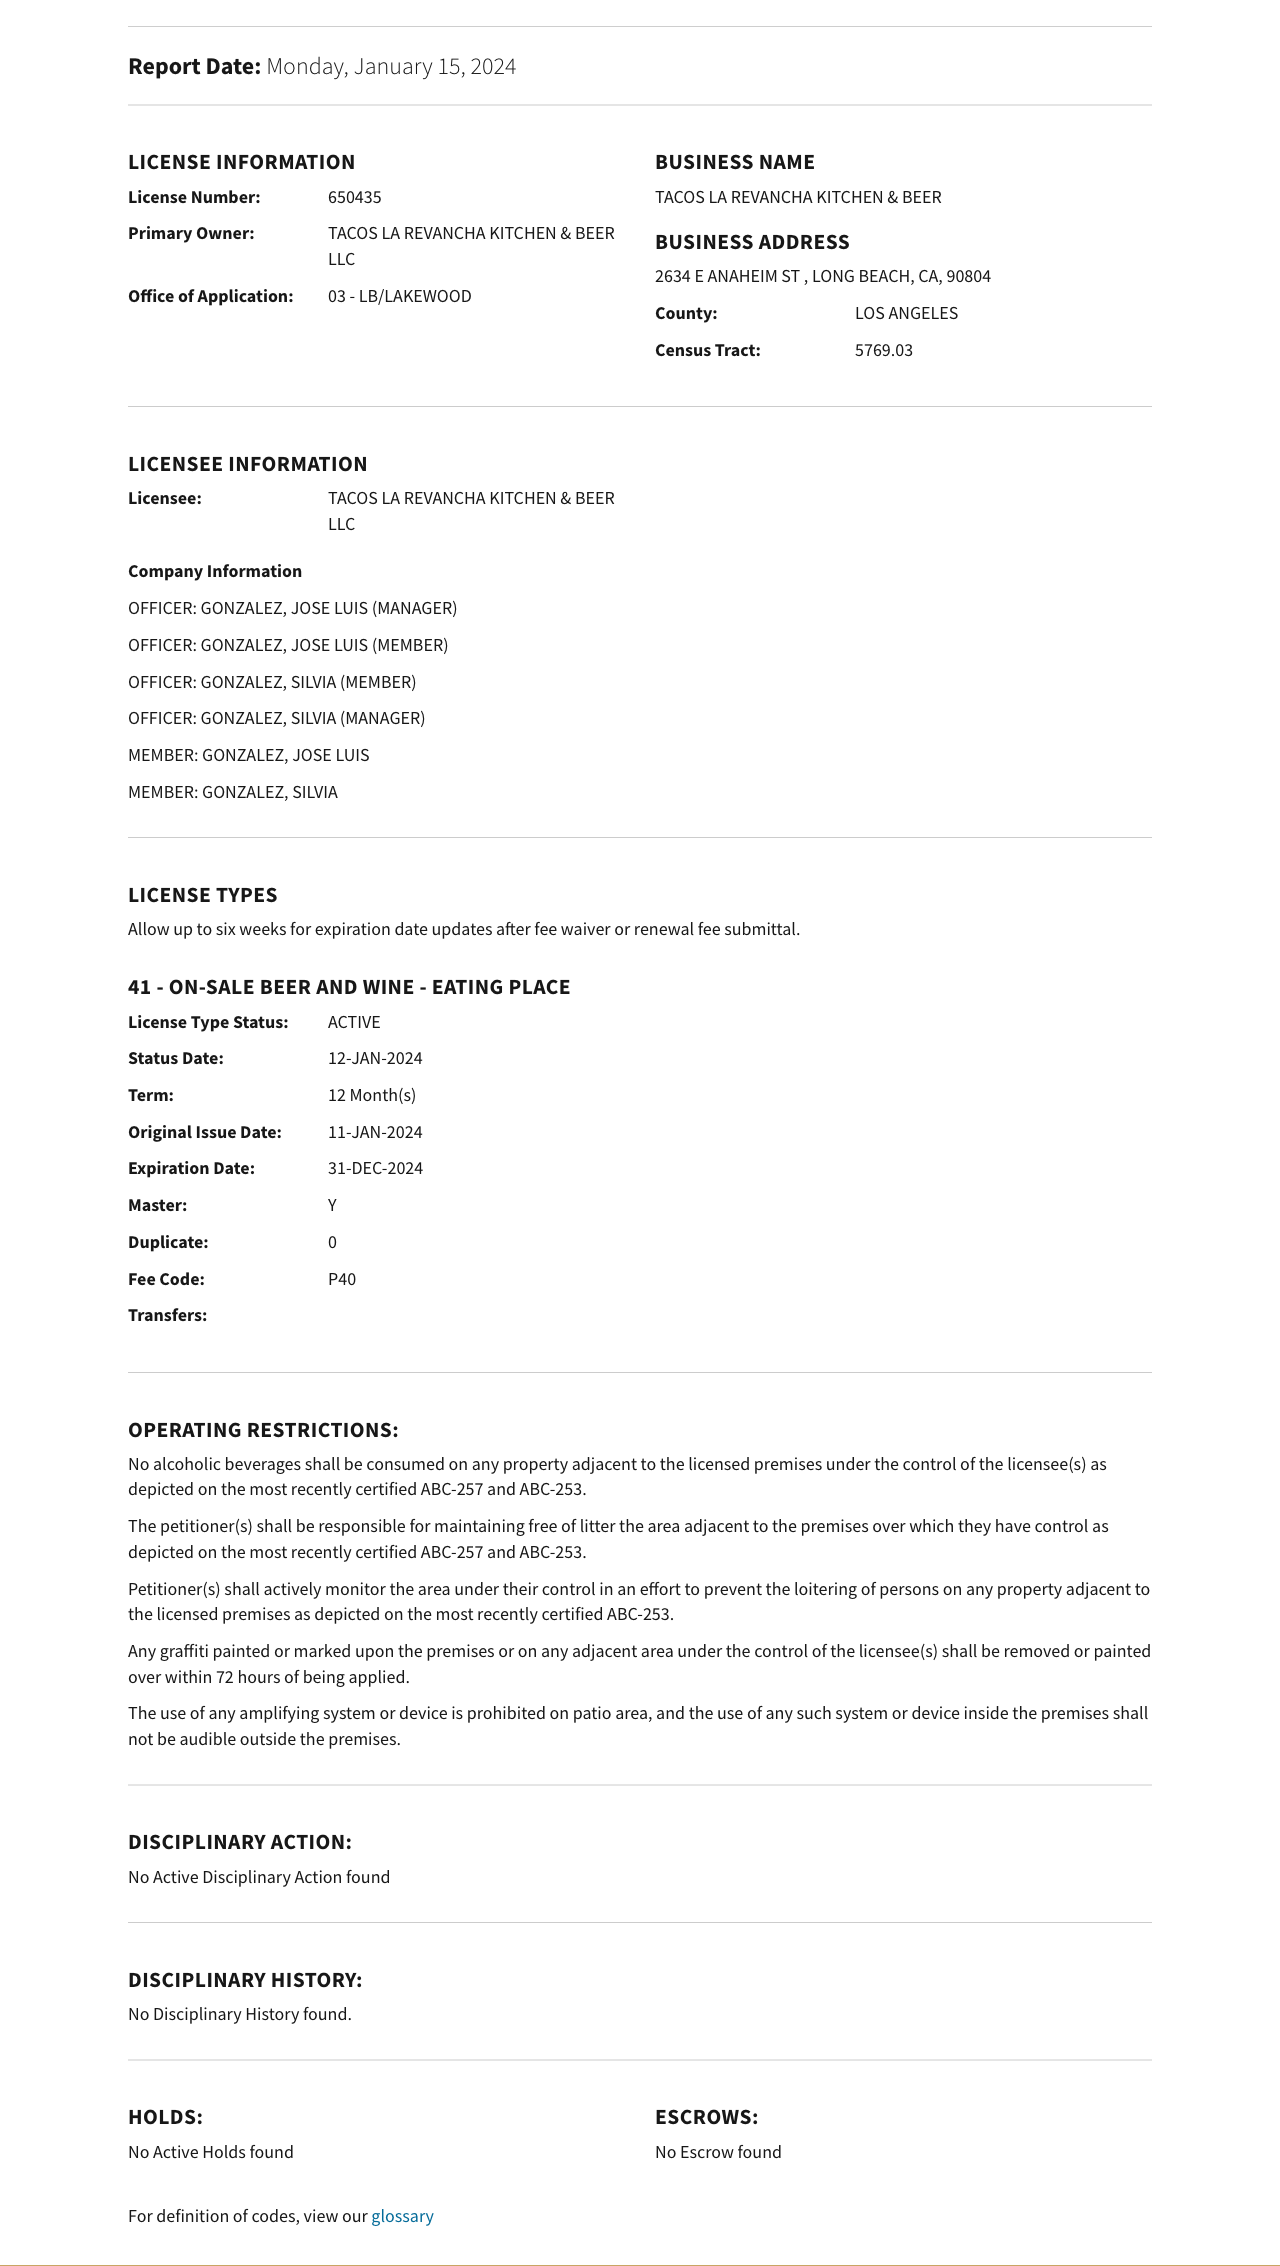 Report Date: Monday, January 15, 2024
LICENSE INFORMATION
License Number: 650435
Primary Owner: TACOS LA REVANCHA KITCHEN & BEER
LLC
Office of Application: 03 - LB/LAKEWOOD
BUSINESS NAME
TACOS LA REVANCHA KITCHEN & BEER
BUSINESS ADDRESS
2634 E ANAHEIM ST , LONG BEACH, CA, 90804
County: LOS ANGELES
Census Tract: 5769.03
LICENSEE INFORMATION
Licensee: TACOS LA REVANCHA KITCHEN & BEER
LLC
Company Information
OFFICER: GONZALEZ, JOSE LUIS (MANAGER)
OFFICER: GONZALEZ, JOSE LUIS (MEMBER)
OFFICER: GONZALEZ, SILVIA (MEMBER)
OFFICER: GONZALEZ, SILVIA (MANAGER)
MEMBER: GONZALEZ, JOSE LUIS
MEMBER: GONZALEZ, SILVIA
LICENSE TYPES
Allow up to six weeks for expiration date updates after fee waiver or renewal fee submittal.
41 - ON-SALE BEER AND WINE - EATING PLACE
License Type Status: ACTIVE
Status Date: 12-JAN-2024
Term: 12 Month(s)
Original Issue Date: 11-JAN-2024
Expiration Date: 31-DEC-2024
Master: Y
Duplicate: 0
Fee Code: P40
Transfers:
OPERATING RESTRICTIONS:
No alcoholic beverages shall be consumed on any property adjacent to the licensed premises under the control of the licensee(s) as
depicted on the most recently certified ABC-257 and ABC-253.
The petitioner(s) shall be responsible for maintaining free of litter the area adjacent to the premises over which they have control as
depicted on the most recently certified ABC-257 and ABC-253.
Petitioner(s) shall actively monitor the area under their control in an effort to prevent the loitering of persons on any property adjacent to
the licensed premises as depicted on the most recently certified ABC-253.
Any graffiti painted or marked upon the premises or on any adjacent area under the control of the licensee(s) shall be removed or painted
over within 72 hours of being applied.
The use of any amplifying system or device is prohibited on patio area, and the use of any such system or device inside the premises shall
not be audible outside the premises.
DISCIPLINARY ACTION:
No Active Disciplinary Action found
DISCIPLINARY HISTORY:
No Disciplinary History found.
HOLDS:
No Active Holds found
ESCROWS:
No Escrow found
For definition of codes, view our glossary